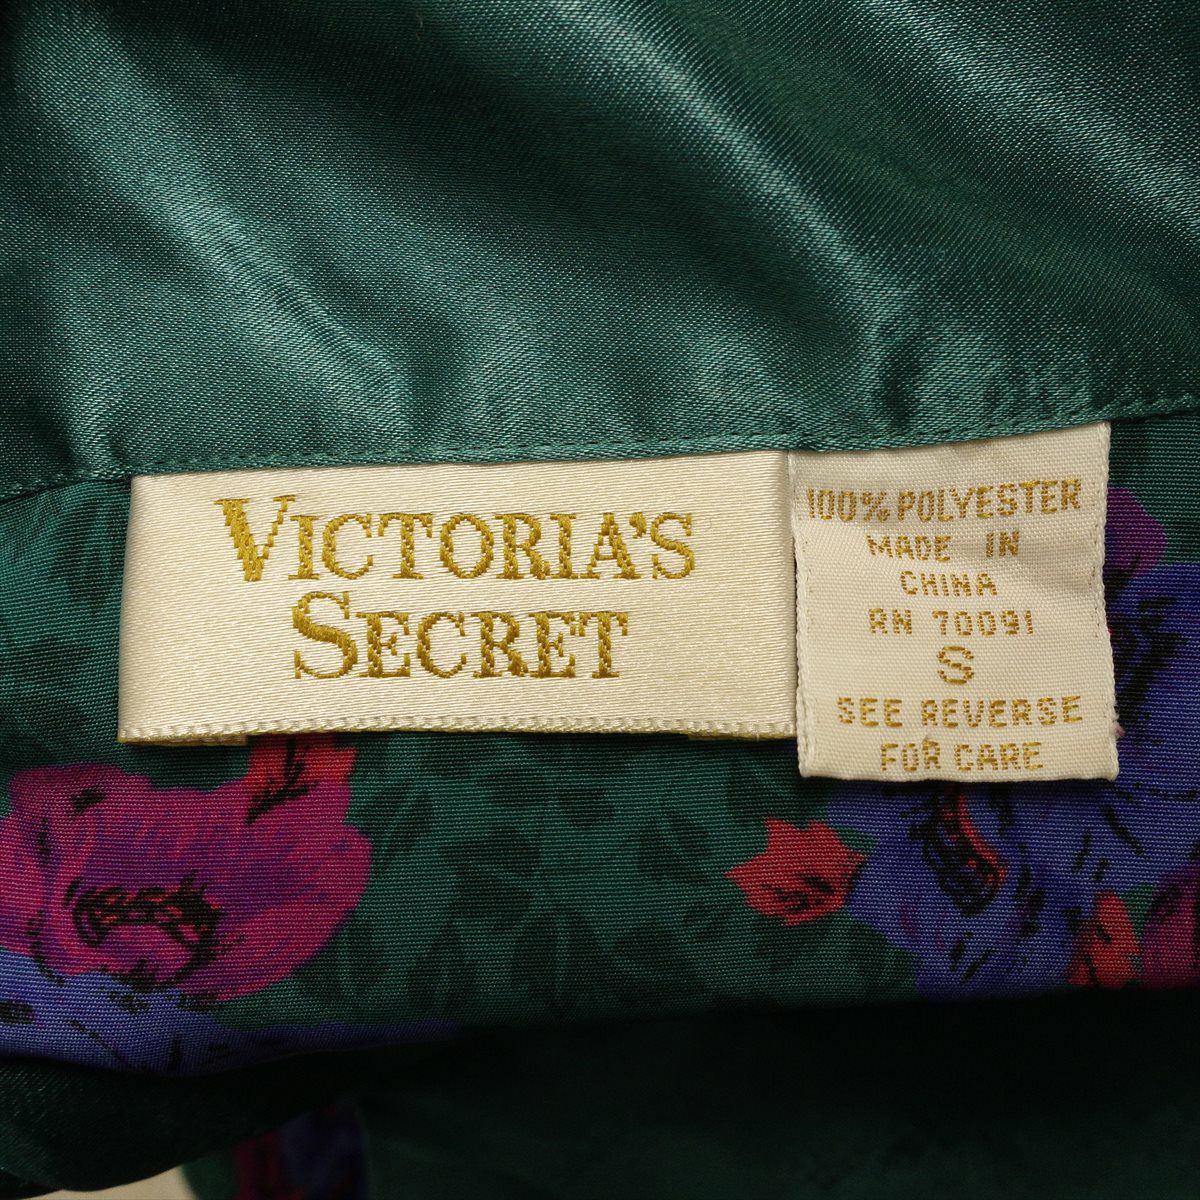 VICTORIA'S
SECRET
100% POLYESTER
MADE IN
CHINA
RN 70091
S
SEE REVERSE
FOR CARE